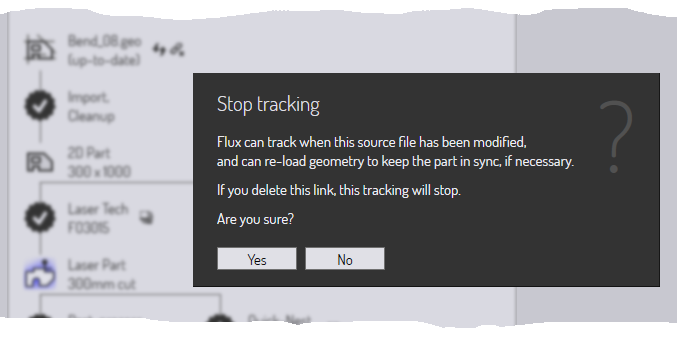 Bend_08.geo
(up-to-date)
Import,
Cleanup
2D Part
300 x 1000
Laser Tech
F03015
Laser Part
300mm cut
Stop tracking
Flux can track when this source file has been modified,
and can re-load geometry to keep the part in sync, if necessary.
If you delete this link, this tracking will stop.
Are you sure?
Yes No
?